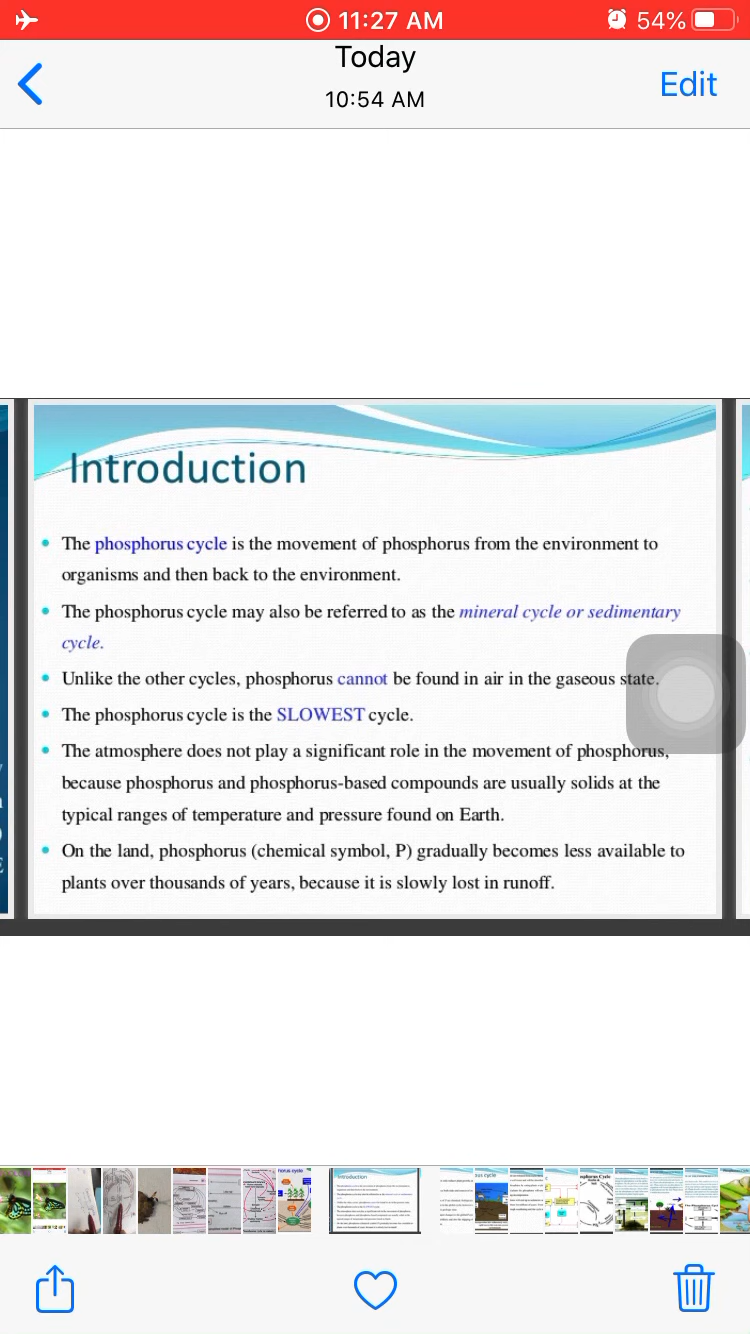 11:27 AM
54%
Today
10:54 AM
Edit
Introduction
The phosphorus cycle is the movement of phosphorus from the environment to
organisms and then back to the environment.
The phosphorus cycle may also be referred to as the mineral cycle or sedimentary
cycle.
Unlike the other cycles, phosphorus cannot be found in air in the gaseous state.
The phosphorus cycle is the SLOWEST cycle.
The atmosphere does not play a significant role in the movement of phosphorus,
because phosphorus and phosphorus-based compounds are usually solids at the
typical ranges of temperature and pressure found on Earth.
On the land, phosphorus (chemical symbol, P) gradually becomes less available to
plants over thousands of years, because it is slowly lost in runoff.
Introduction